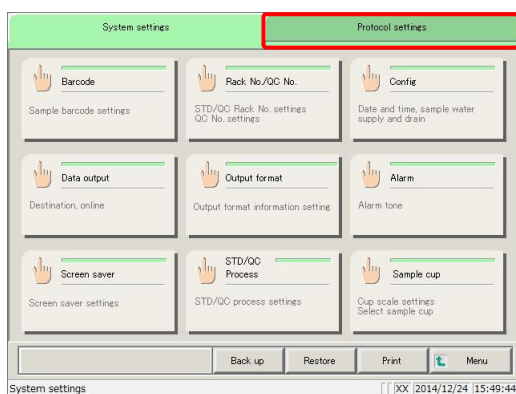 System settings
Protocol settings
Barcode
Sample barcode settings
Rack No./QC No.
STD/QC Rack No. settings
QC No. settings
Config
Date and time, sample water
supply and drain
Data output
Destination, online
Output format
Output format information setting
Alarm
Alarm tone
Screen saver
Screen saver settings
STD/QC
Process
STD/QC process settings
Sample cup
Cup scale settings
Select sample cup
Back up
Restore
Print
Menu
System settings
XX 2014/12/24 15:49:44